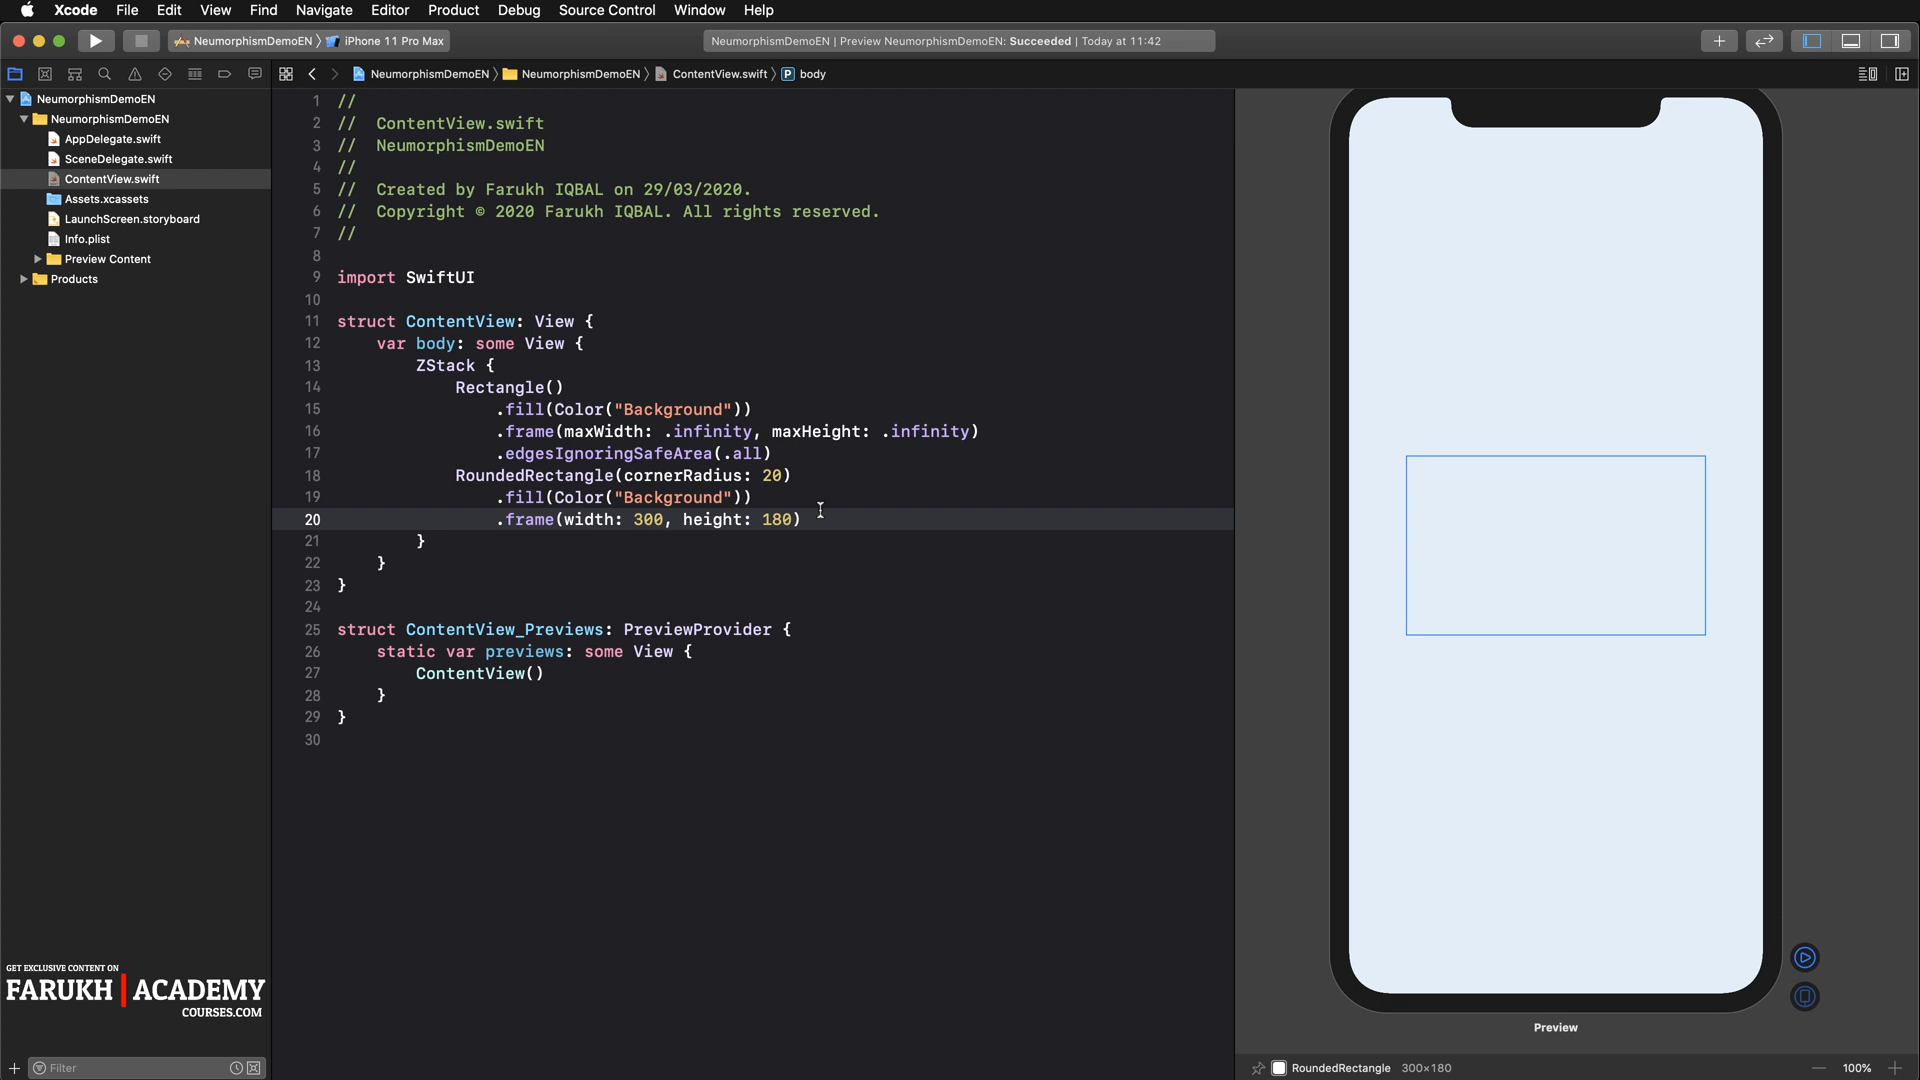 Xcode File Edit View Find Navigate Editor Product Debug Source Control Window Help
NeumorphismDemoEN 〉 iPhone 11 Pro Max
NeumorphismDemoEN | Preview NeumorphismDemoEN: Succeeded | Today at 11:42
NeumorphismDemoEN 〉 NeumorphismDemoEN 〉 ContentView.swift 〉 P body
NeumorphismDemoEN
NeumorphismDemoEN
AppDelegate.swift
SceneDelegate.swift
ContentView.swift
Assets.xcassets
LaunchScreen.storyboard
Info.plist
Preview Content
Products
1 //
2 //  ContentView.swift
3 //  NeumorphismDemoEN
4 //
5 //  Created by Farukh IQBAL on 29/03/2020.
6 //  Copyright © 2020 Farukh IQBAL. All rights reserved.
7 //
8
9 import SwiftUI
10
11 struct ContentView: View {
12     var body: some View {
13         ZStack {
14             Rectangle()
15                 .fill(Color("Background"))
16                 .frame(maxWidth: .infinity, maxHeight: .infinity)
17                 .edgesIgnoringSafeArea(.all)
18             RoundedRectangle(cornerRadius: 20)
19                 .fill(Color("Background"))
20                 .frame(width: 300, height: 180)
21         }
22     }
23 }
24
25 struct ContentView_Previews: PreviewProvider {
26     static var previews: some View {
27         ContentView()
28     }
29 }
30
GET EXCLUSIVE CONTENT ON
FARUKH | ACADEMY
COURSES.COM
Filter
Preview
RoundedRectangle 300×180
100%